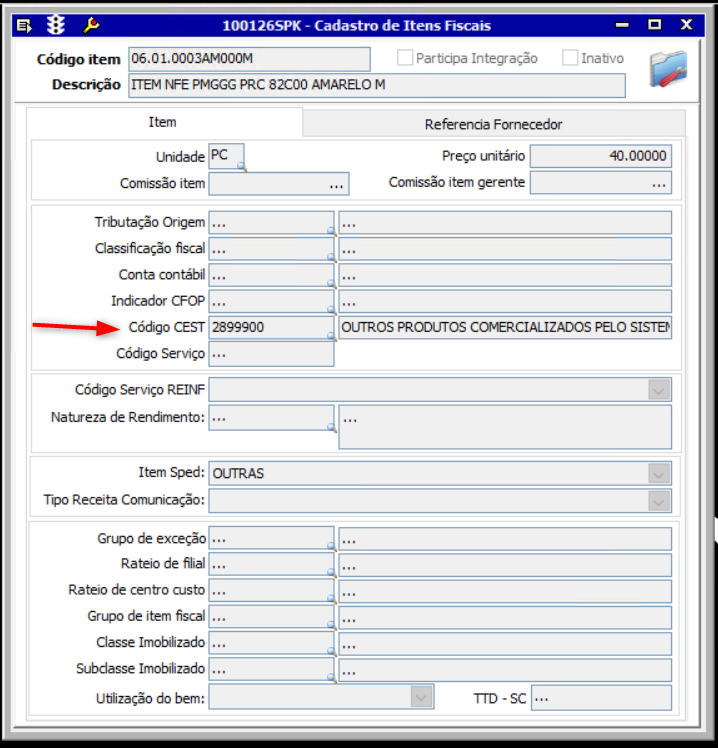 100126SPK - Cadastro de Itens Fiscais
Código item 06.01.0003AM000M Participa Integração Inativo
Descrição ITEM NFE PMGGG PRC 82C00 AMARELO M
Item Referencia Fornecedor
Unidade PC Preço unitário 40.00000
Comissão item ... Comissão item gerente ...
Tributação Origem ... ...
Classificação fiscal ... ...
Conta contábil ... ...
Indicador CFOP ... ...
Código CEST 2899900 OUTROS PRODUTOS COMERCIALIZADOS PELO SISTEM
Código Serviço ...
Código Serviço REINF
Natureza de Rendimento: ... ...
Item Sped: OUTRAS
Tipo Receita Comunicação:
Grupo de exceção ... ...
Rateio de filial ... ...
Rateio de centro custo ... ...
Grupo de item fiscal ... ...
Classe Imobilizado ... ...
Subclasse Imobilizado ... ...
Utilização do bem: TTD - SC ...